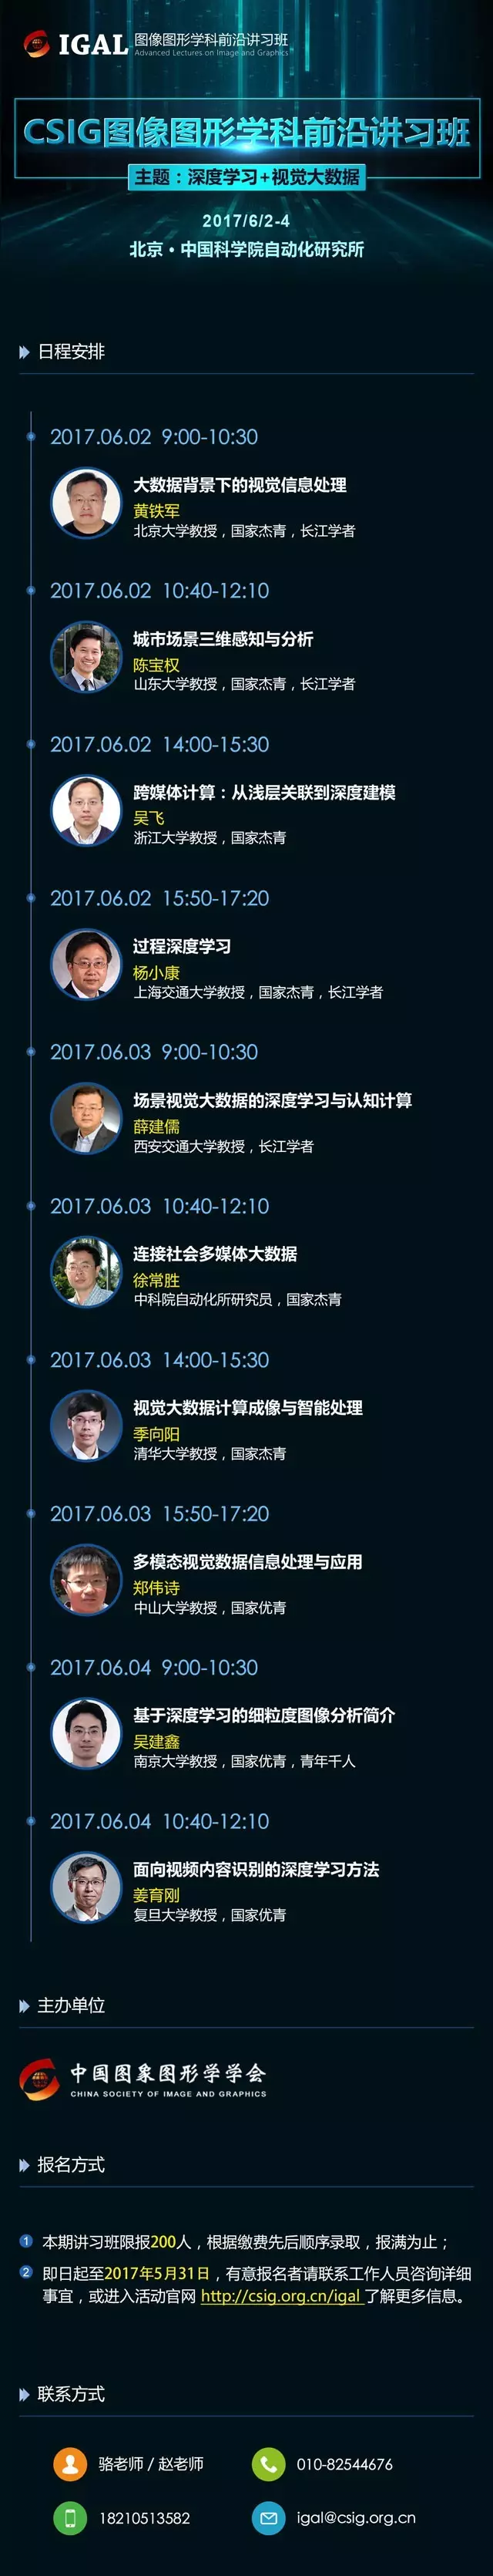 IGAL 图像图形学科前沿讲习班
Advanced Lectures on Image and Graphics
CSIG图像图形学科前沿讲习班
主题：深度学习+视觉大数据
2017/6/2-4
北京·中国科学院自动化研究所
日程安排
2017.06.02 9:00-10:30
大数据背景下的视觉信息处理
黄铁军
北京大学教授，国家杰青，长江学者
2017.06.02 10:40-12:10
城市场景三维感知与分析
陈宝权
山东大学教授，国家杰青，长江学者
2017.06.02 14:00-15:30
跨媒体计算：从浅层关联到深度建模
吴飞
浙江大学教授，国家杰青
2017.06.02 15:50-17:20
过程深度学习
杨小康
上海交通大学教授，国家杰青，长江学者
2017.06.03 9:00-10:30
场景视觉大数据的深度学习与认知计算
薛建儒
西安交通大学教授，长江学者
2017.06.03 10:40-12:10
连接社会多媒体大数据
徐常胜
中科院自动化所研究员，国家杰青
2017.06.03 14:00-15:30
视觉大数据计算成像与智能处理
季向阳
清华大学教授，国家杰青
2017.06.03 15:50-17:20
多模态视觉数据信息处理与应用
郑伟诗
中山大学教授，国家优青
2017.06.04 9:00-10:30
基于深度学习的细粒度图像分析简介
吴建鑫
南京大学教授，国家优青，青年千人
2017.06.04 10:40-12:10
面向视频内容识别的深度学习方法
姜育刚
复旦大学教授，国家优青
主办单位
中国图象图形学学会
CHINA SOCIETY OF IMAGE AND GRAPHICS
报名方式
1 本期讲习班限报200人，根据缴费先后顺序录取，报满为止；
2 即日起至2017年5月31日，有意报名者请联系工作人员咨询详细
事宜，或进入活动官网 http://csig.org.cn/igal 了解更多信息。
联系方式
骆老师 / 赵老师
010-82544676
18210513582
igal@csig.org.cn